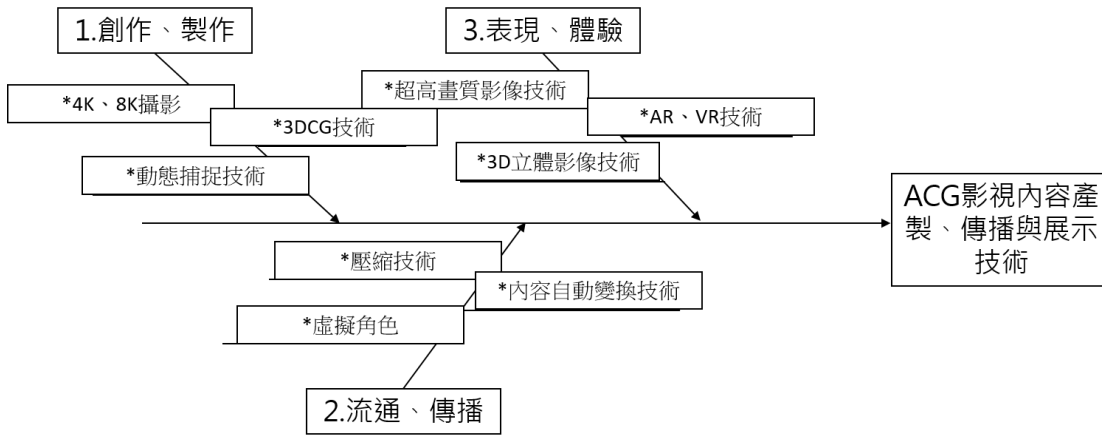 1.創作、製作
*4K、8K攝影
*3DCG技術
*動態捕捉技術
3.表現、體驗
*超高畫質影像技術
*AR、VR技術
*3D立體影像技術
ACG影視內容產
製、傳播與展示
技術
*壓縮技術
*內容自動變換技術
*虛擬角色
2.流通、傳播